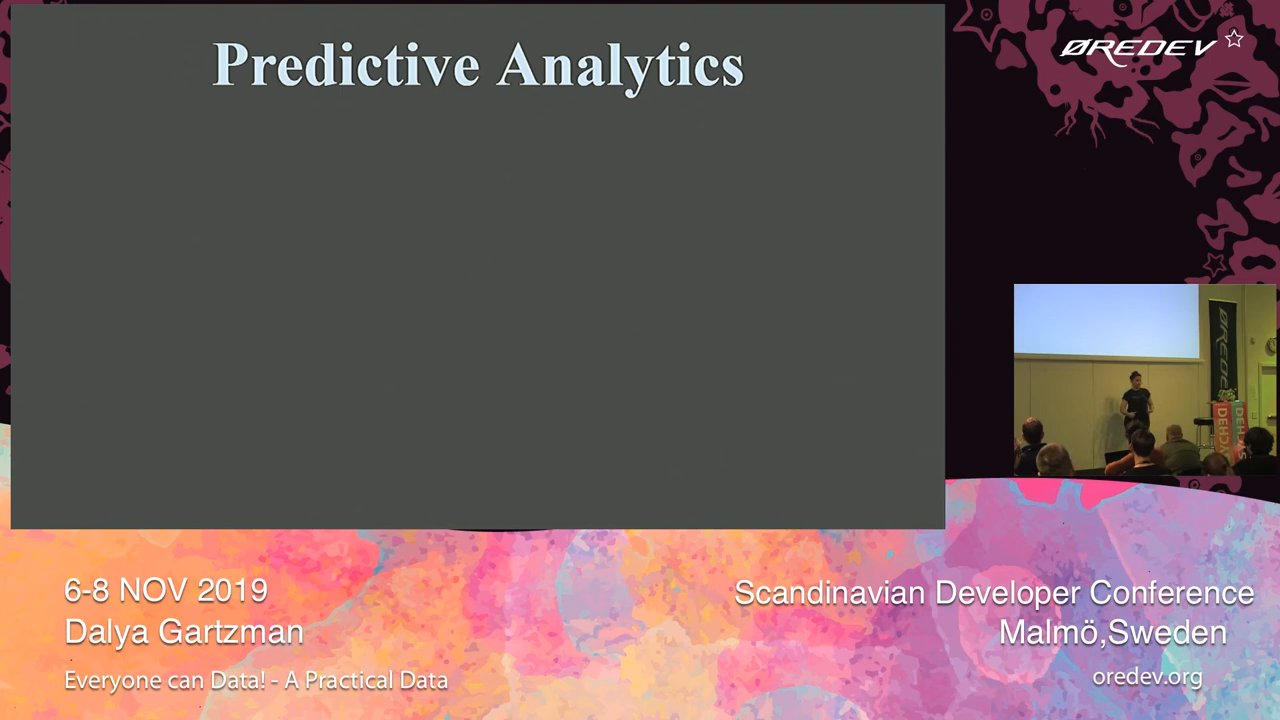 Predictive Analytics
ØREDEV
ØREDEV
6-8 NOV 2019
Dalya Gartzman
Everyone can Data! - A Practical Data
Scandinavian Developer Conference
Malmö,Sweden
oredev.org